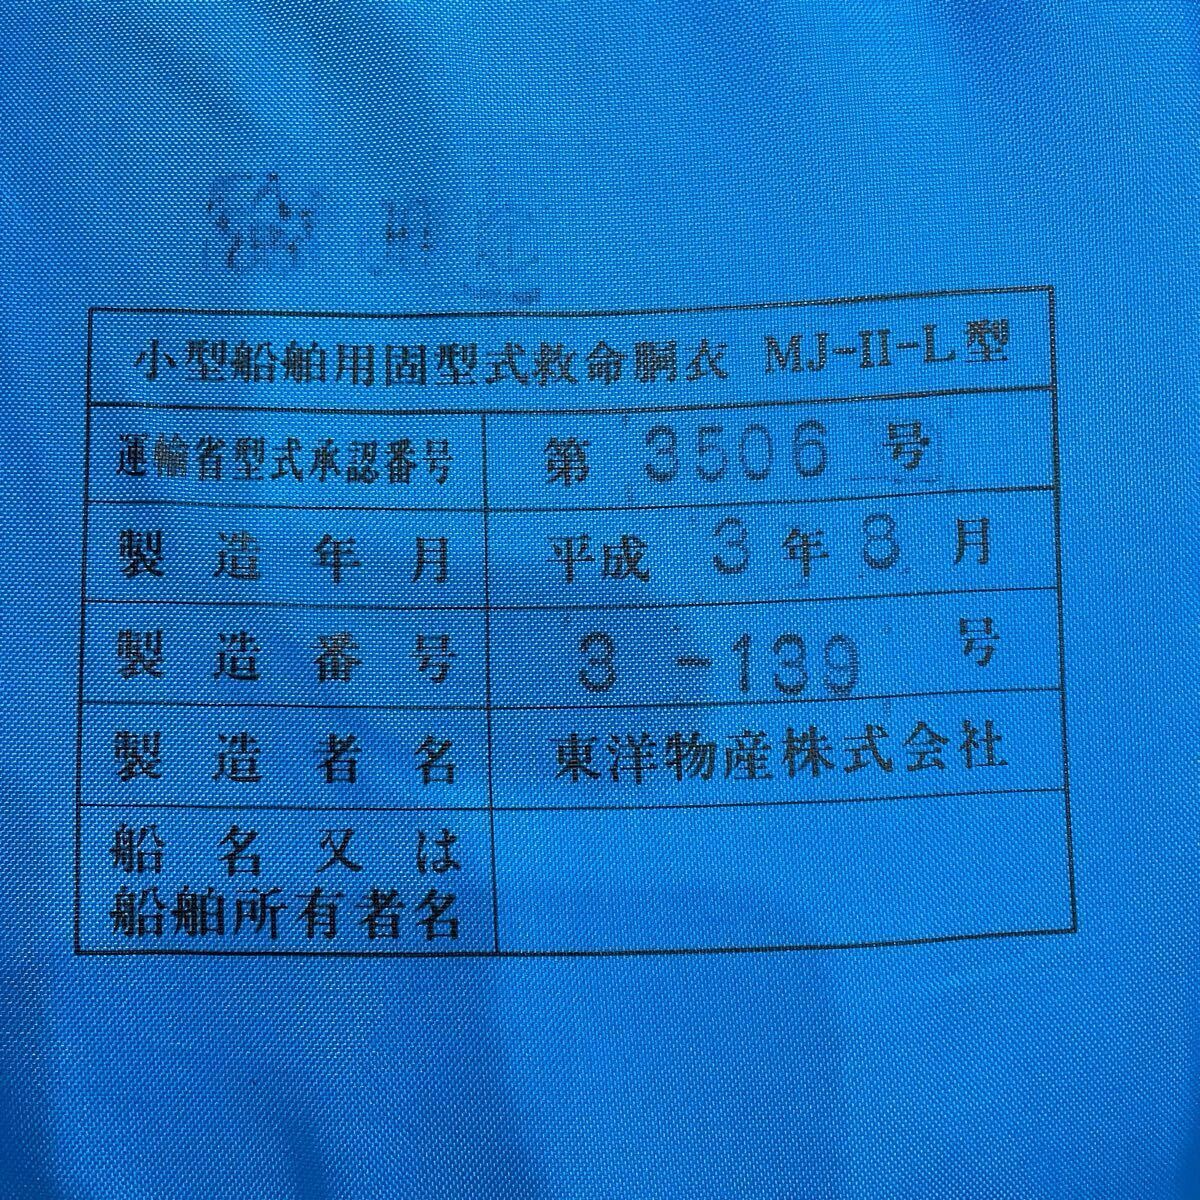 小型船舶用固型式救命胴衣 MJ-II-L型
運輸省型式承認番号 第 3506 号
製造年月 平成 3 年 8 月
製造番号 3 -139 号
製造者名 東洋物産株式会社
船名又は
船舶所有者名